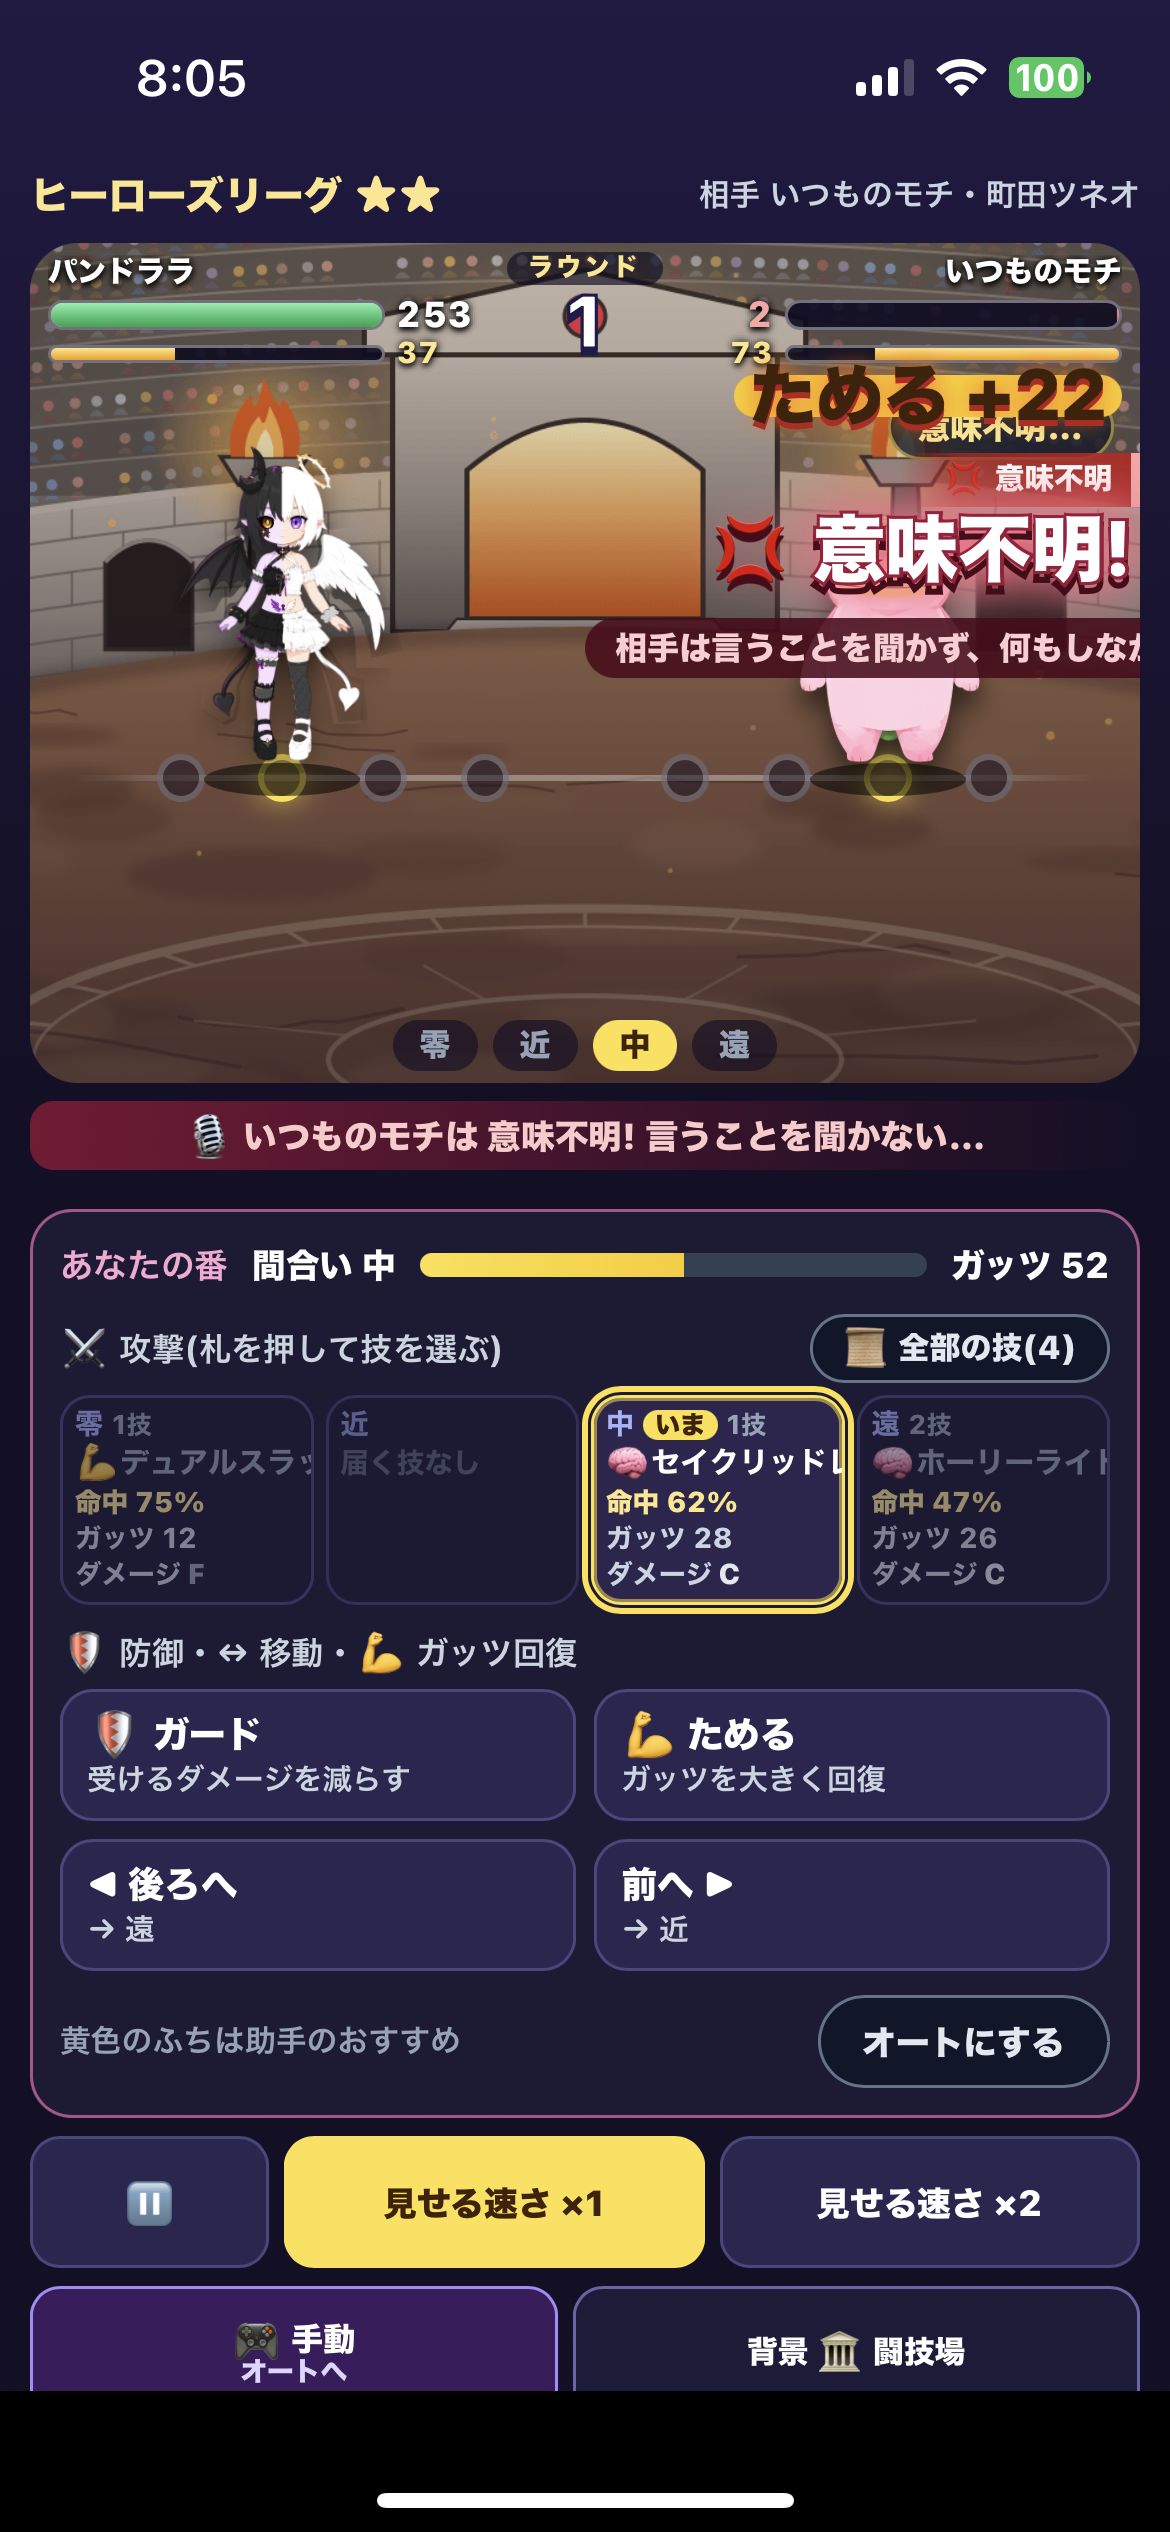 8:05
100
ヒーローズリーグ ★★
相手 いつものモチ・町田ツネオ
パンドララ
ラウンド
いつものモチ
253
1
2
37
73
ためる +22
意味不明...
意味不明
意味不明!
相手は言うことを聞かず、何もしな
零 近 中 遠
いつものモチは 意味不明! 言うことを聞かない...
あなたの番 間合い 中 ガッツ 52
攻撃(札を押して技を選ぶ)
全部の技(4)
零 1技
デュアルスラッ
命中 75%
ガッツ 12
ダメージ F
近
届く技なし
中 いま 1技
セイクリッドレ
命中 62%
ガッツ 28
ダメージ C
遠 2技
ホーリーライト
命中 47%
ガッツ 26
ダメージ C
防御・↔ 移動・ ガッツ回復
ガード
受けるダメージを減らす
ためる
ガッツを大きく回復
◀ 後ろへ
→ 遠
前へ ▶
→ 近
黄色のふちは助手のおすすめ
オートにする
見せる速さ ×1
見せる速さ ×2
手動
オートへ
背景 闘技場